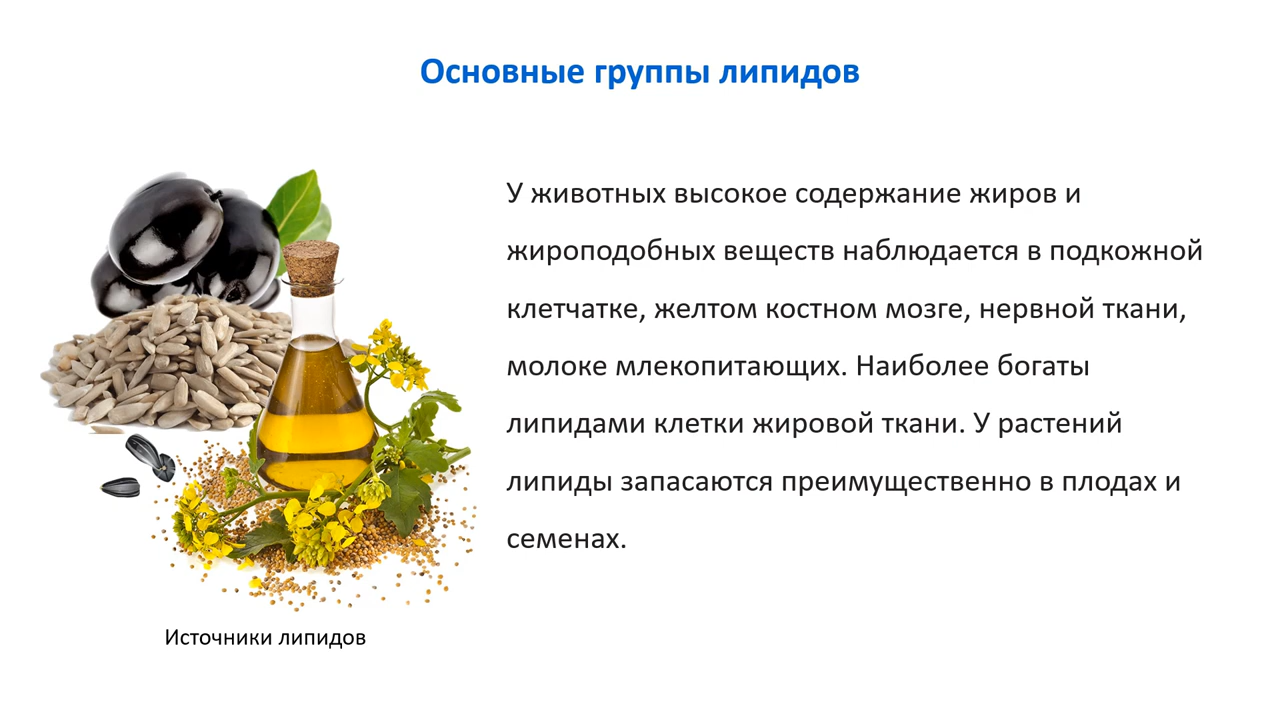 Основные группы липидов
У животных высокое содержание жиров и
жироподобных веществ наблюдается в подкожной
клетчатке, желтом костном мозге, нервной ткани,
молоке млекопитающих. Наиболее богаты
липидами клетки жировой ткани. У растений
липиды запасаются преимущественно в плодах и
семенах.
Источники липидов